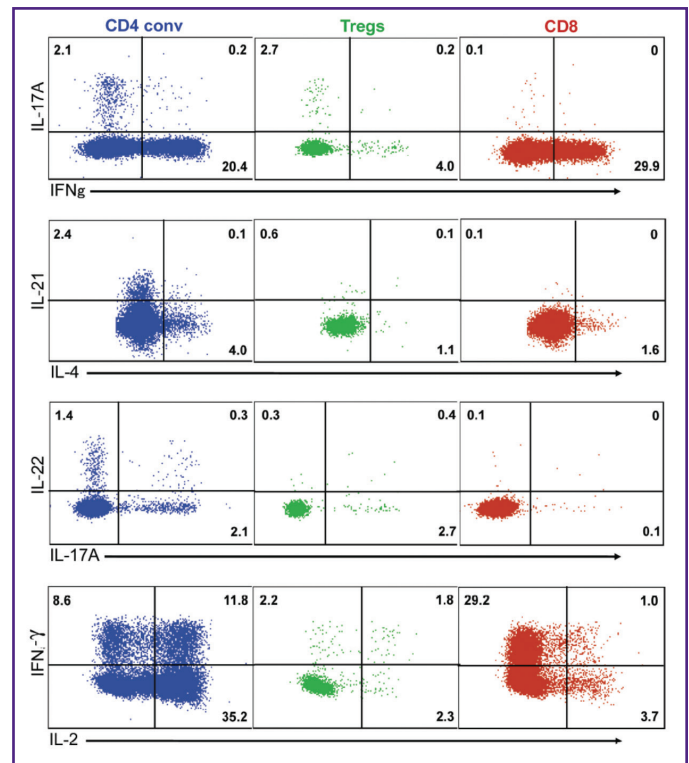 CD4 conv Tregs CD8
2.1 0.2 2.7 0.2 0.1 0
IL-17A
20.4 4.0 29.9
IFNg
2.4 0.1 0.6 0.1 0.1 0
IL-21
4.0 1.1 1.6
IL-4
1.4 0.3 0.3 0.4 0.1 0
IL-22
2.1 2.7 0.1
IL-17A
8.6 11.8 2.2 1.8 29.2 1.0
IFN-γ
35.2 2.3 3.7
IL-2